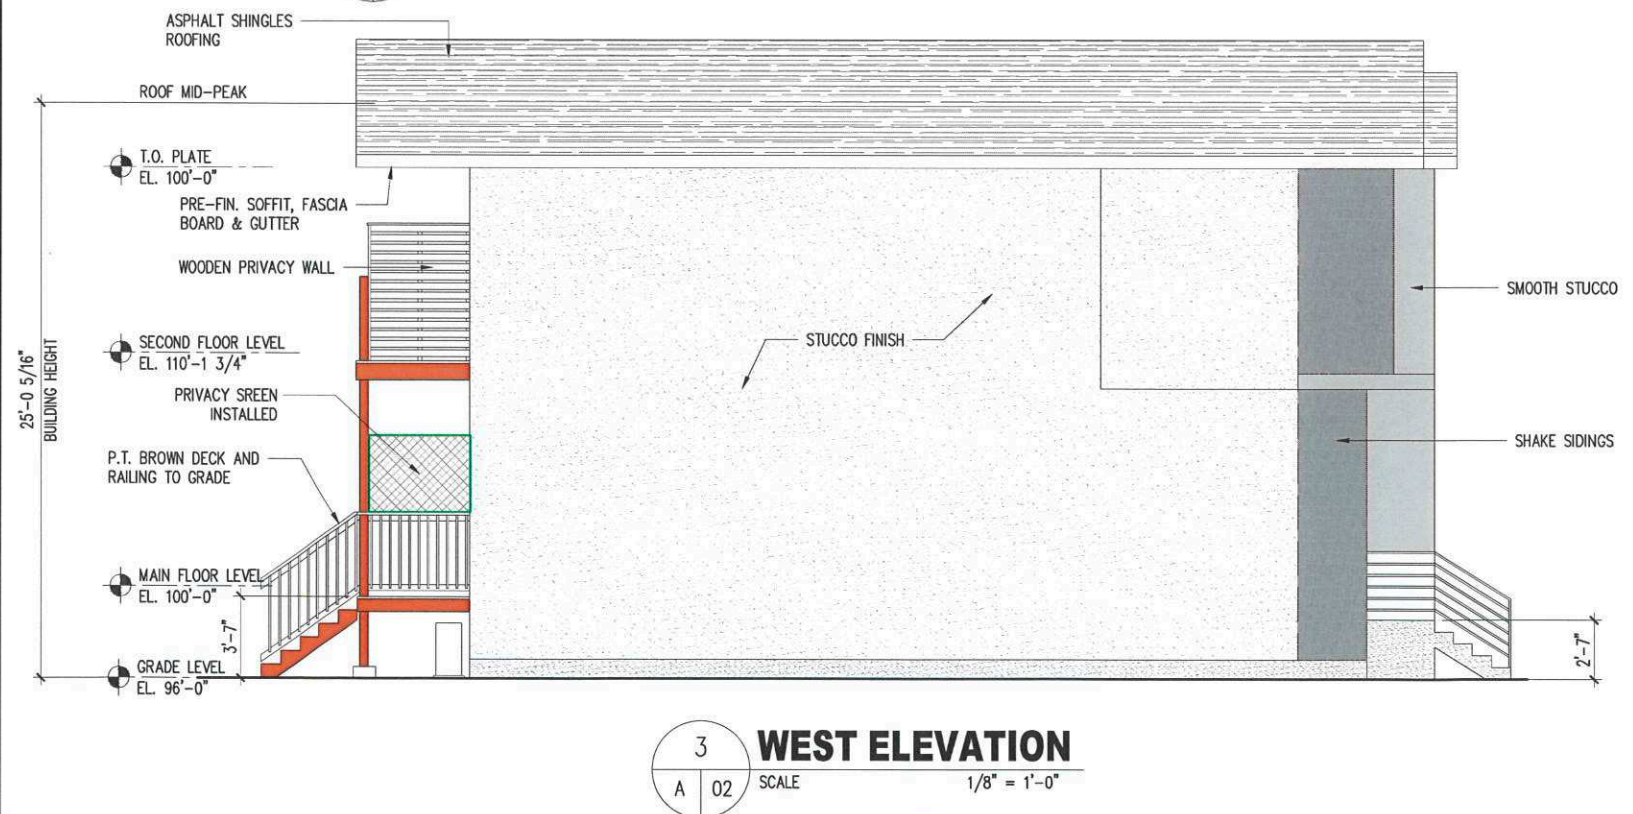 ASPHALT SHINGLES
ROOFING
ROOF MID-PEAK
T.O. PLATE
EL. 100'-0"
PRE-FIN. SOFFIT, FASCIA
BOARD & GUTTER
WOODEN PRIVACY WALL
SMOOTH STUCCO
STUCCO FINISH
SECOND FLOOR LEVEL
EL. 110'-1 3/4"
25'-0 5/16"
BUILDING HEIGHT
PRIVACY SREEN
INSTALLED
SHAKE SIDINGS
P.T. BROWN DECK AND
RAILING TO GRADE
MAIN FLOOR LEVEL
EL. 100'-0"
3'-7"
2'-7"
GRADE LEVEL
EL. 96'-0"
3
A 02
WEST ELEVATION
SCALE 1/8" = 1'-0"